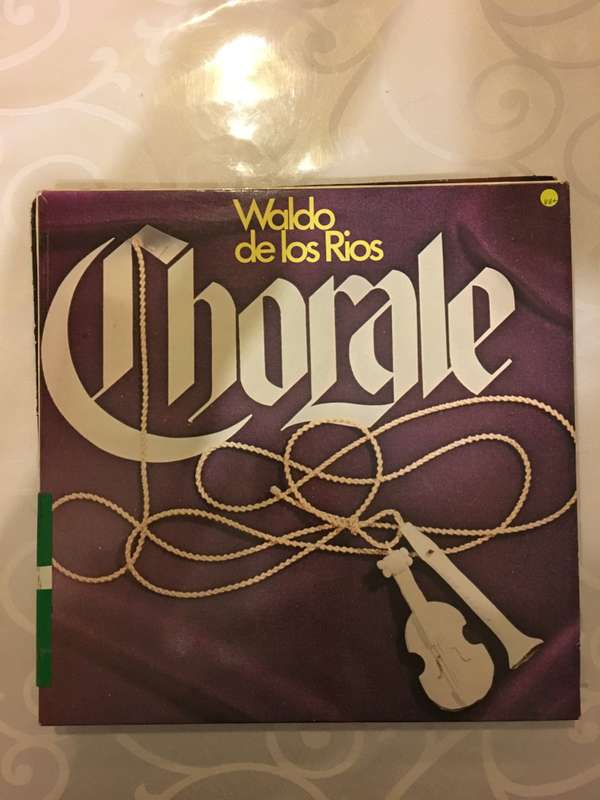 Waldo
de los Rios
Chorale